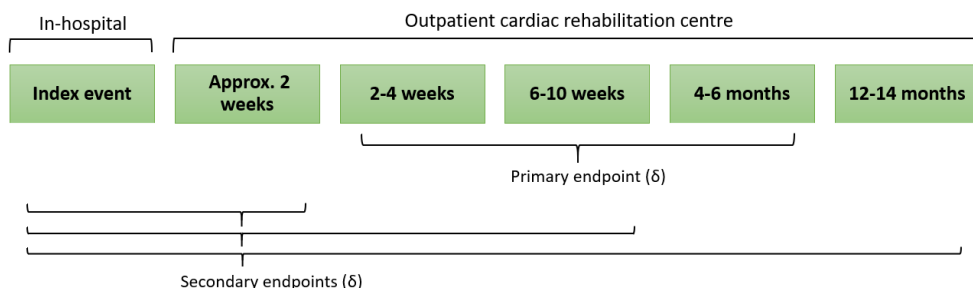 In-hospital
Outpatient cardiac rehabilitation centre
Index event
Approx. 2
weeks
2-4 weeks
6-10 weeks
4-6 months
12-14 months
Primary endpoint (δ)
Secondary endpoints (δ)